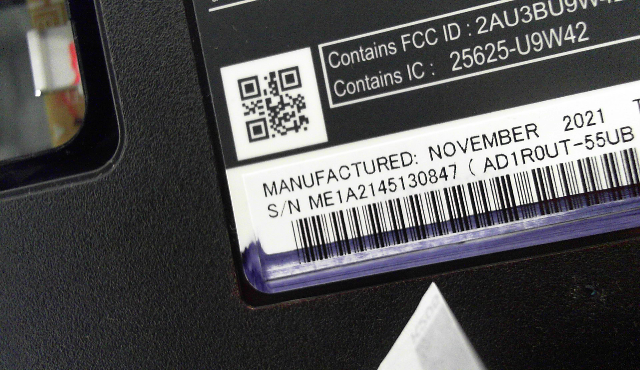 Contains FCC ID : 2AU3BU9W
Contains IC : 25625-U9W42
MANUFACTURED: NOVEMBER 2021
S/N ME1A2145130847 ( AD1R0UT-55UB